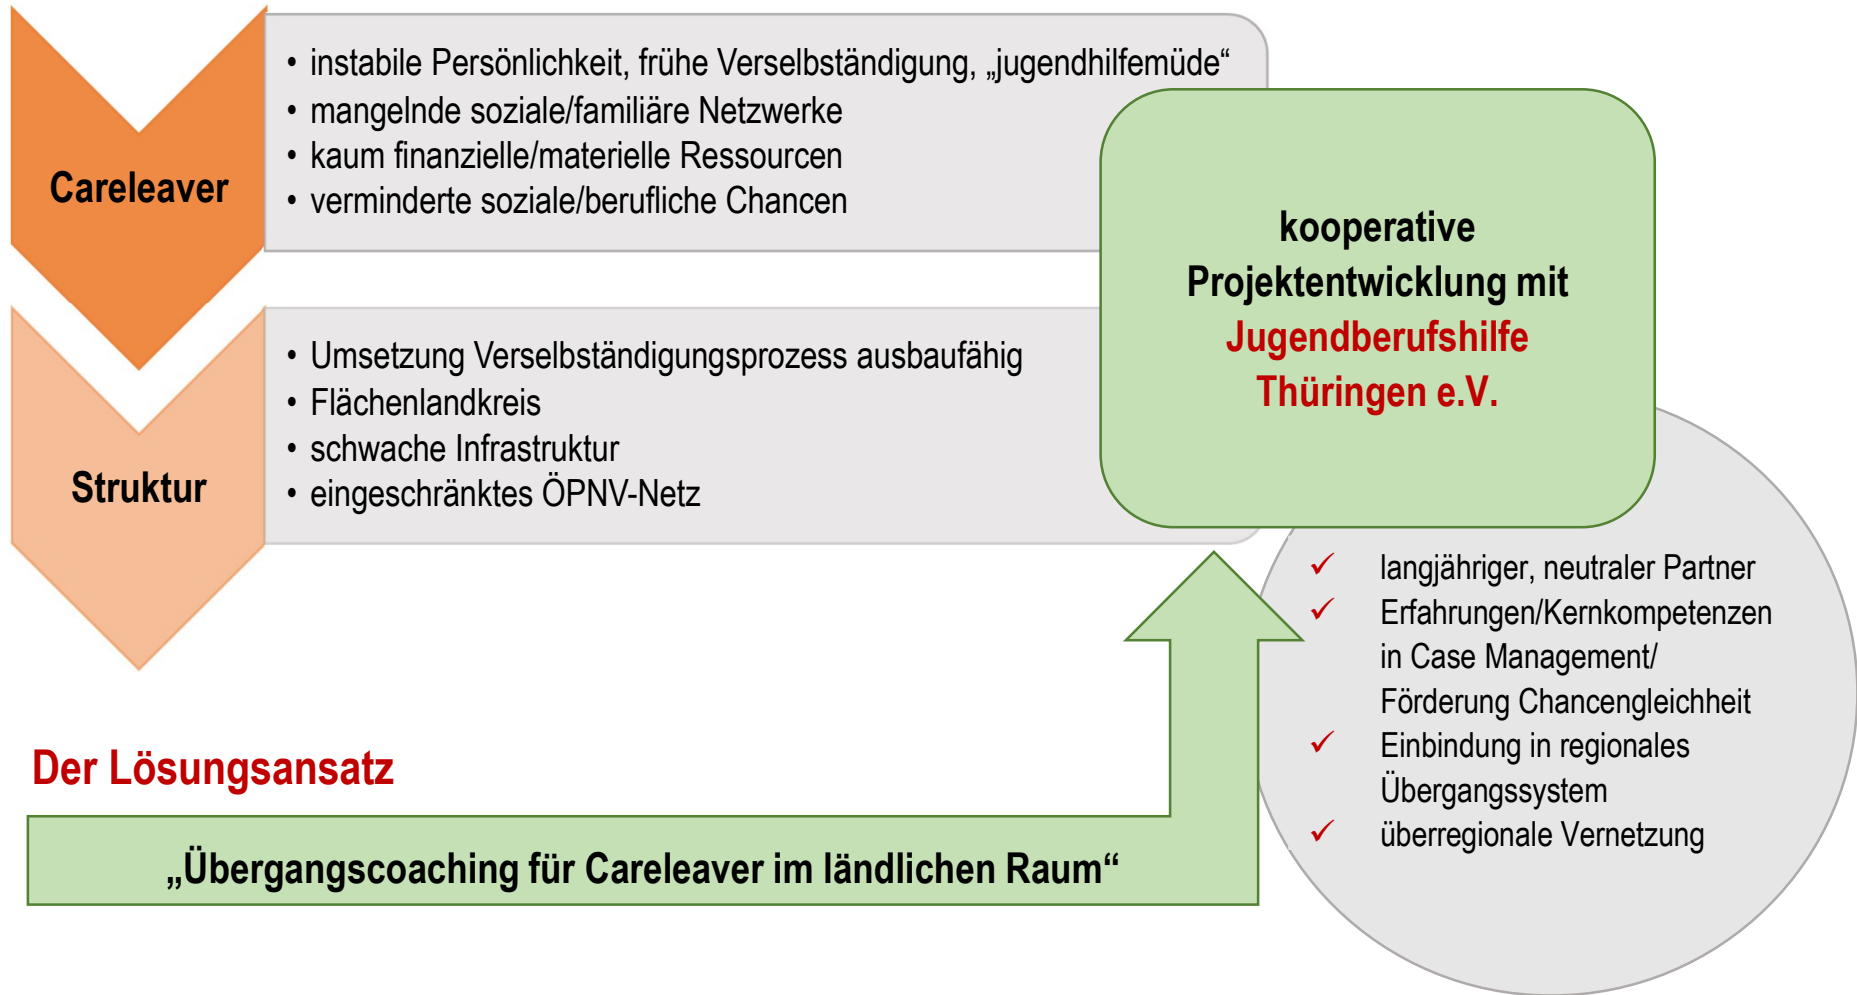 Careleaver
• instabile Persönlichkeit, frühe Verselbständigung, „jugendhilfemüde“
• mangelnde soziale/familiäre Netzwerke
• kaum finanzielle/materielle Ressourcen
• verminderte soziale/berufliche Chancen
Struktur
• Umsetzung Verselbständigungsprozess ausbaufähig
• Flächenlandkreis
• schwache Infrastruktur
• eingeschränktes ÖPNV-Netz
kooperative
Projektentwicklung mit
Jugendberufshilfe
Thüringen e.V.
✓ langjähriger, neutraler Partner
✓ Erfahrungen/Kernkompetenzen
in Case Management/
Förderung Chancengleichheit
✓ Einbindung in regionales
Übergangssystem
✓ überregionale Vernetzung
Der Lösungsansatz
„Übergangscoaching für Careleaver im ländlichen Raum“